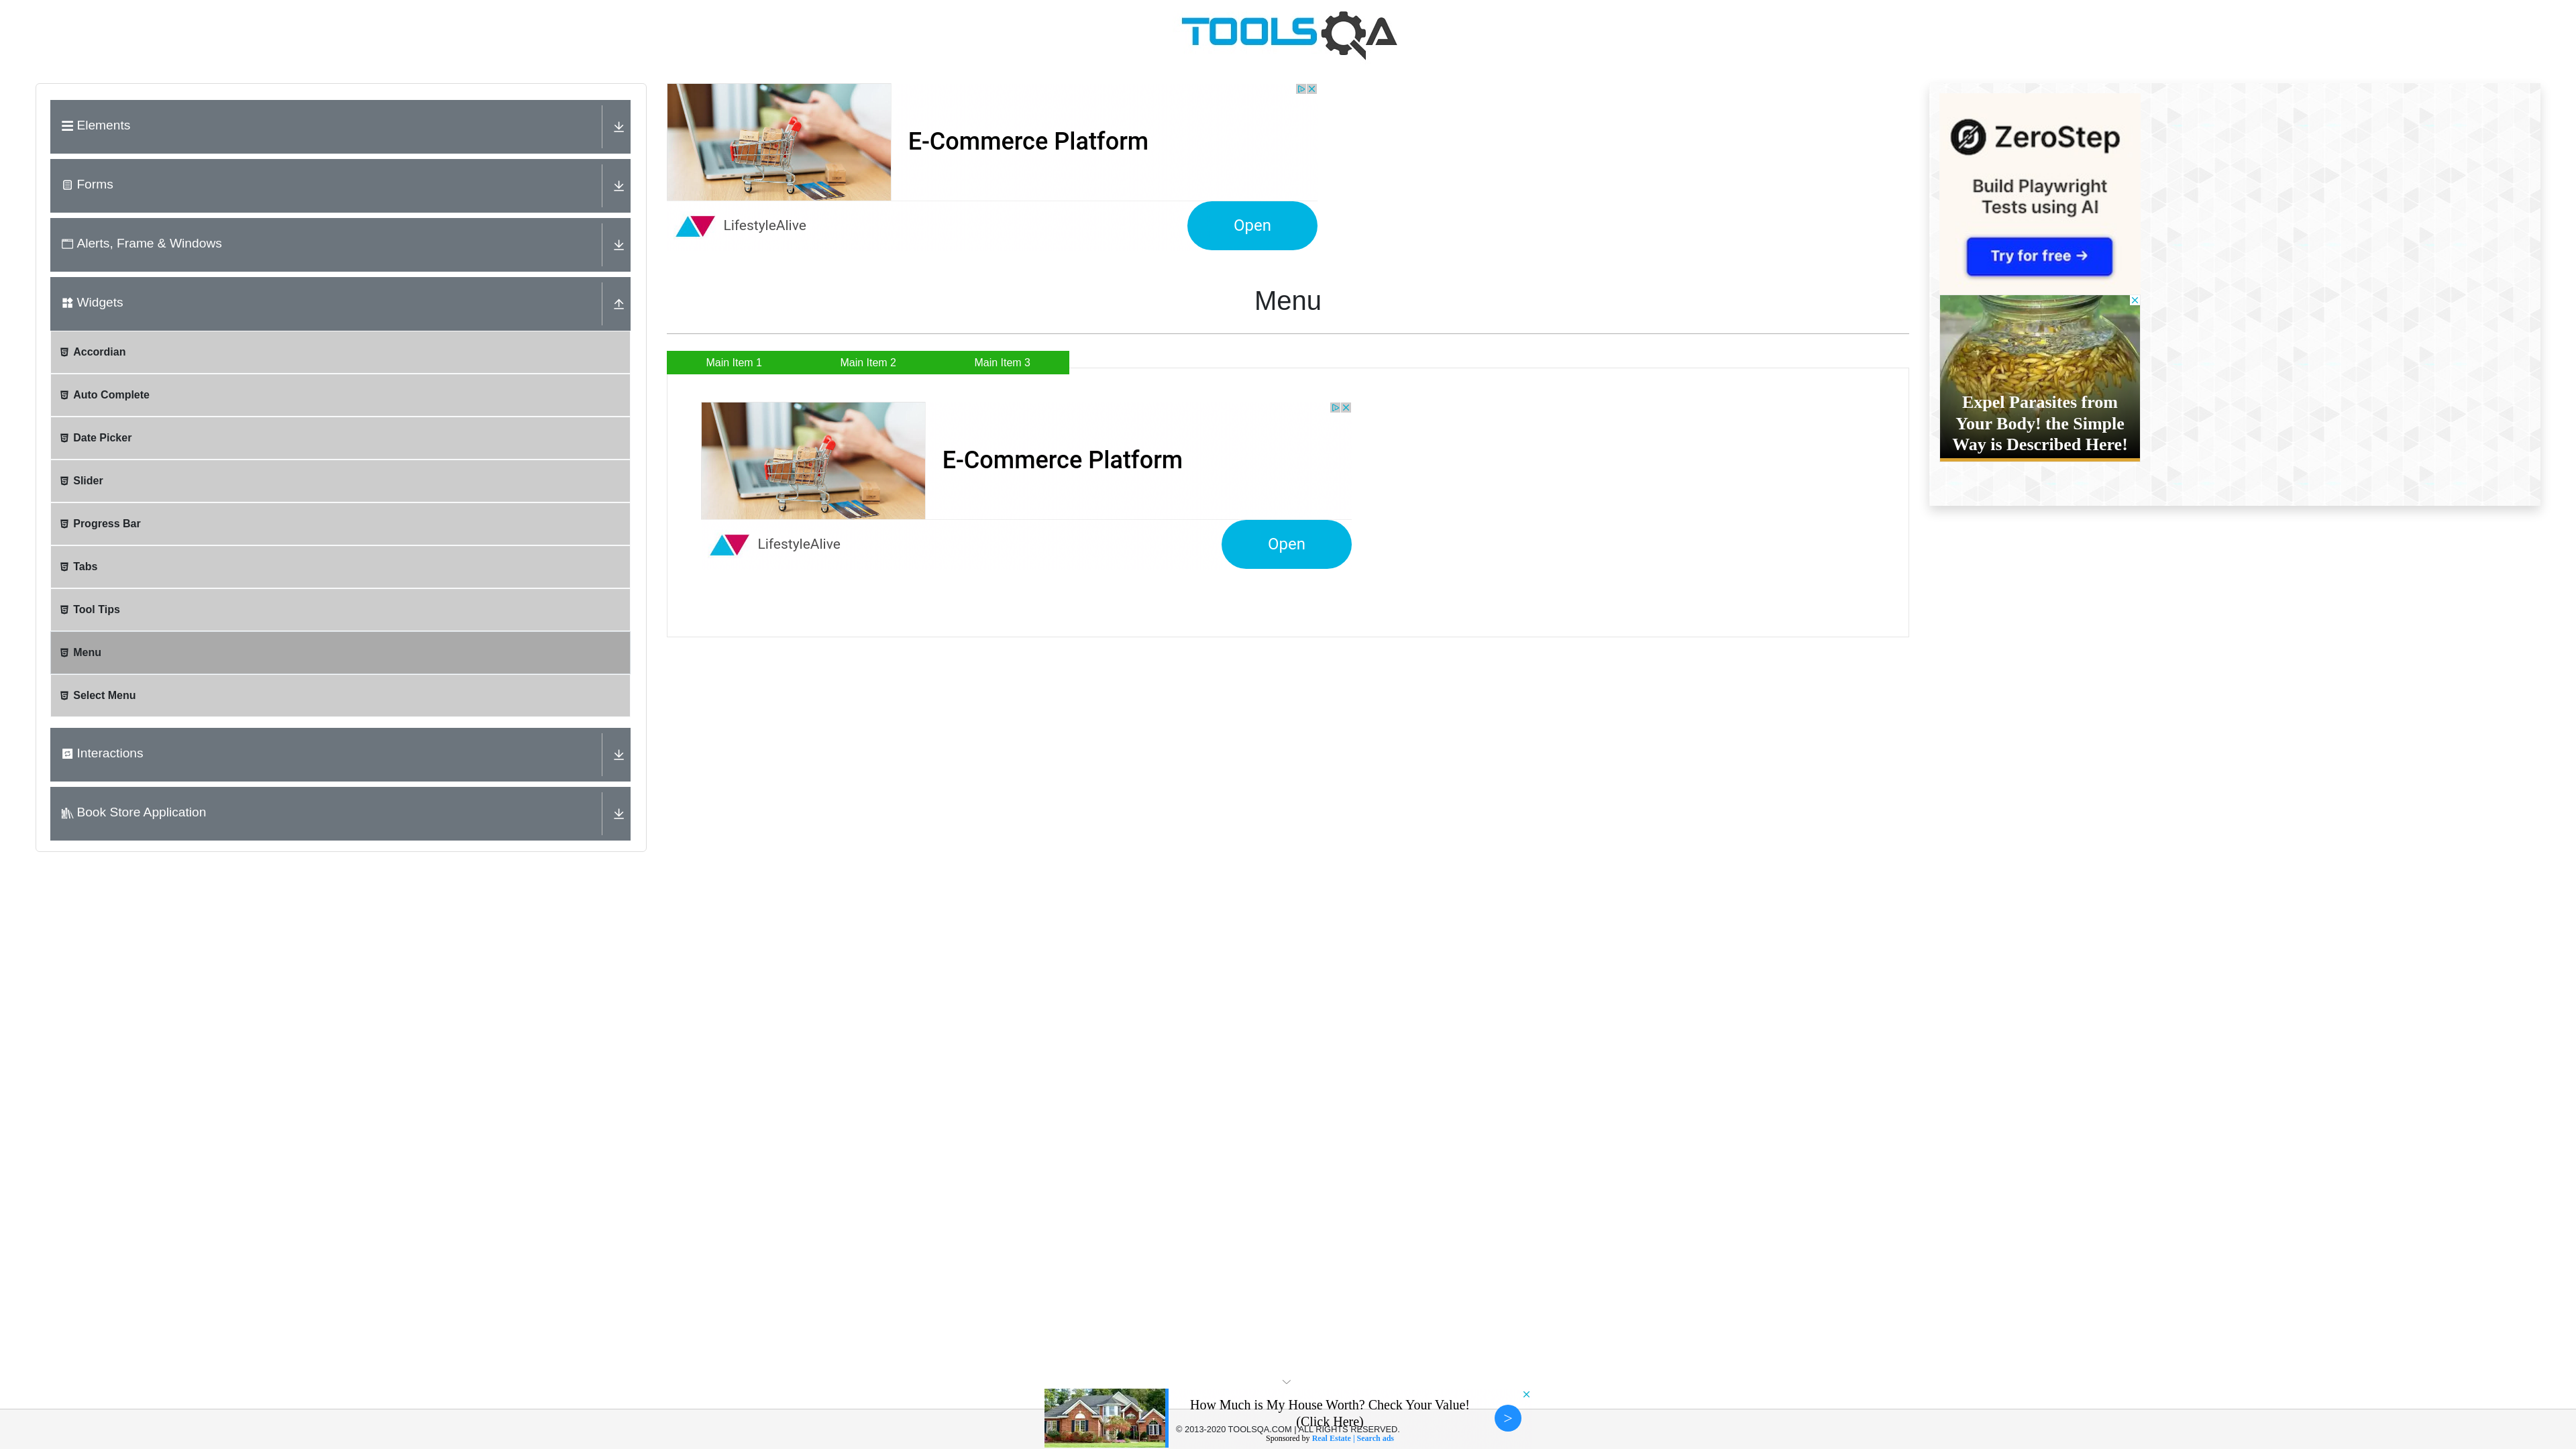 TOOLSQA
Elements
Forms
Alerts, Frame & Windows
Widgets
Accordian
Auto Complete
Date Picker
Slider
Progress Bar
Tabs
Tool Tips
Menu
Select Menu
Interactions
Book Store Application
E-Commerce Platform
LifestyleAlive
Open
Menu
Main Item 1
Main Item 2
Main Item 3
E-Commerce Platform
LifestyleAlive
Open
ZeroStep
Build Playwright
Tests using AI
Try for free →
Expel Parasites from
Your Body! the Simple
Way is Described Here!
How Much is My House Worth? Check Your Value!
(Click Here)
>
© 2013-2020 TOOLSQA.COM | ALL RIGHTS RESERVED.
Sponsored by Real Estate | Search ads